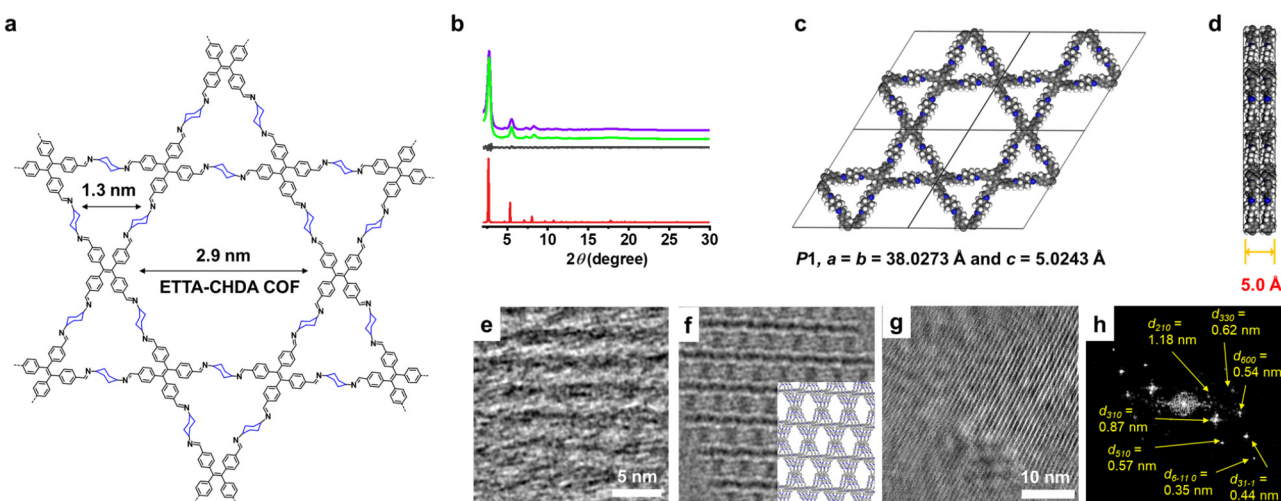 a
1.3 nm
2.9 nm
ETTA-CHDA COF
b
5 10 15 20 25 30
2θ(degree)
c
P1, a = b = 38.0273 Å and c = 5.0243 Å
d
5.0 Å
e
5 nm
f
g
10 nm
h
d210 =
1.18 nm
d330 =
0.62 nm
d600 =
0.54 nm
d310 =
0.87 nm
d510 =
0.57 nm
d6-11 0 =
0.35 nm
d31-1 =
0.44 nm